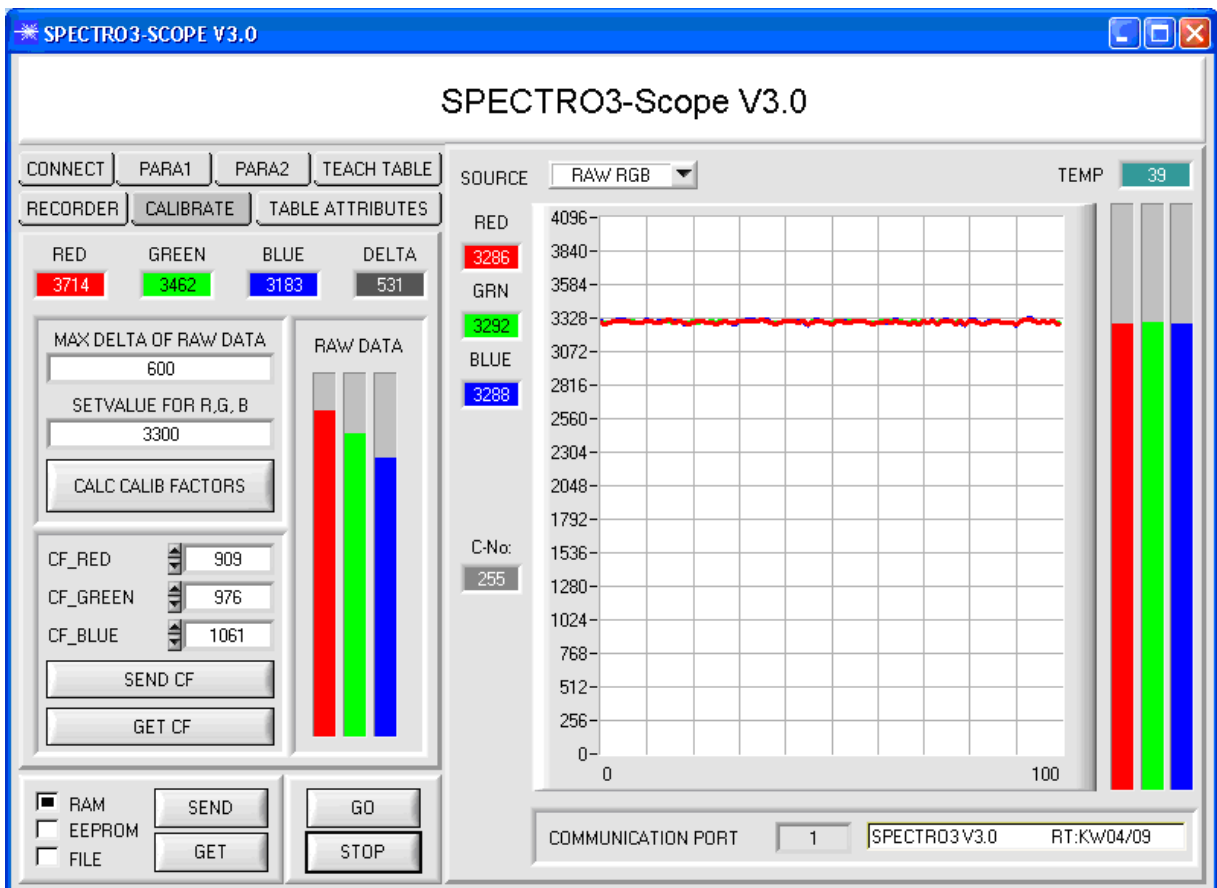 SPECTRO3-SCOPE V3.0
SPECTRO3-Scope V3.0
CONNECT PARA1 PARA2 TEACH TABLE
RECORDER CALIBRATE TABLE ATTRIBUTES
RED GREEN BLUE DELTA
3714 3462 3183 531
MAX DELTA OF RAW DATA
600
SETVALUE FOR R,G, B
3300
CALC CALIB FACTORS
RAW DATA
CF_RED 909
CF_GREEN 976
CF_BLUE 1061
SEND CF
GET CF
RAM
EEPROM
FILE
SEND
GET
GO
STOP
SOURCE RAW RGB
TEMP 39
RED
3286
GRN
3292
BLUE
3288
C-No:
255
4096
3840
3584
3328
3072
2816
2560
2304
2048
1792
1536
1280
1024
768
512
256
0
0 100
COMMUNICATION PORT 1 SPECTRO3 V3.0 RT:KW04/09